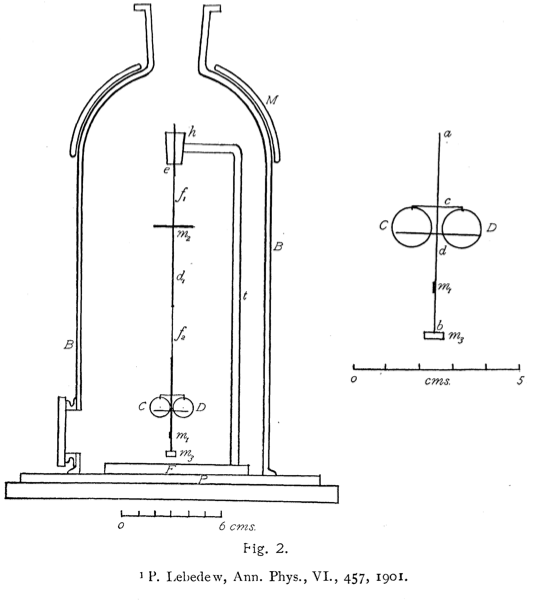 h
M
a
e
f₁
c
C
D
m₂
d
B
d₁
m₁
t
b
m₃
f₂
B
0
cms.
5
C
D
m₁
m₃
F
P
0
6 cms.
Fig. 2.
¹ P. Lebedew, Ann. Phys., VI., 457, 1901.